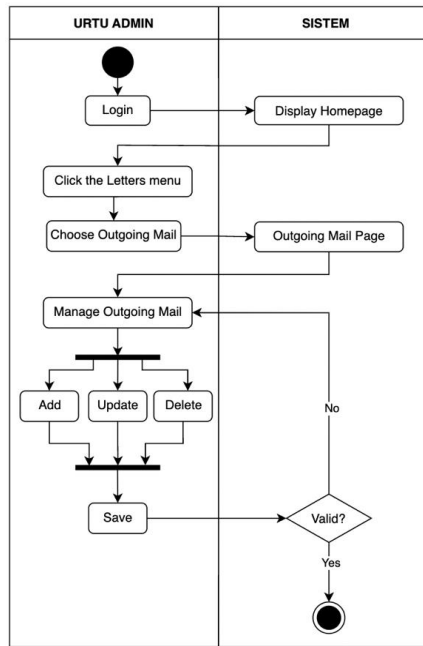 URTU ADMIN
SISTEM
Login
Display Homepage
Click the Letters menu
Choose Outgoing Mail
Outgoing Mail Page
Manage Outgoing Mail
Add
Update
Delete
No
Save
Valid?
Yes